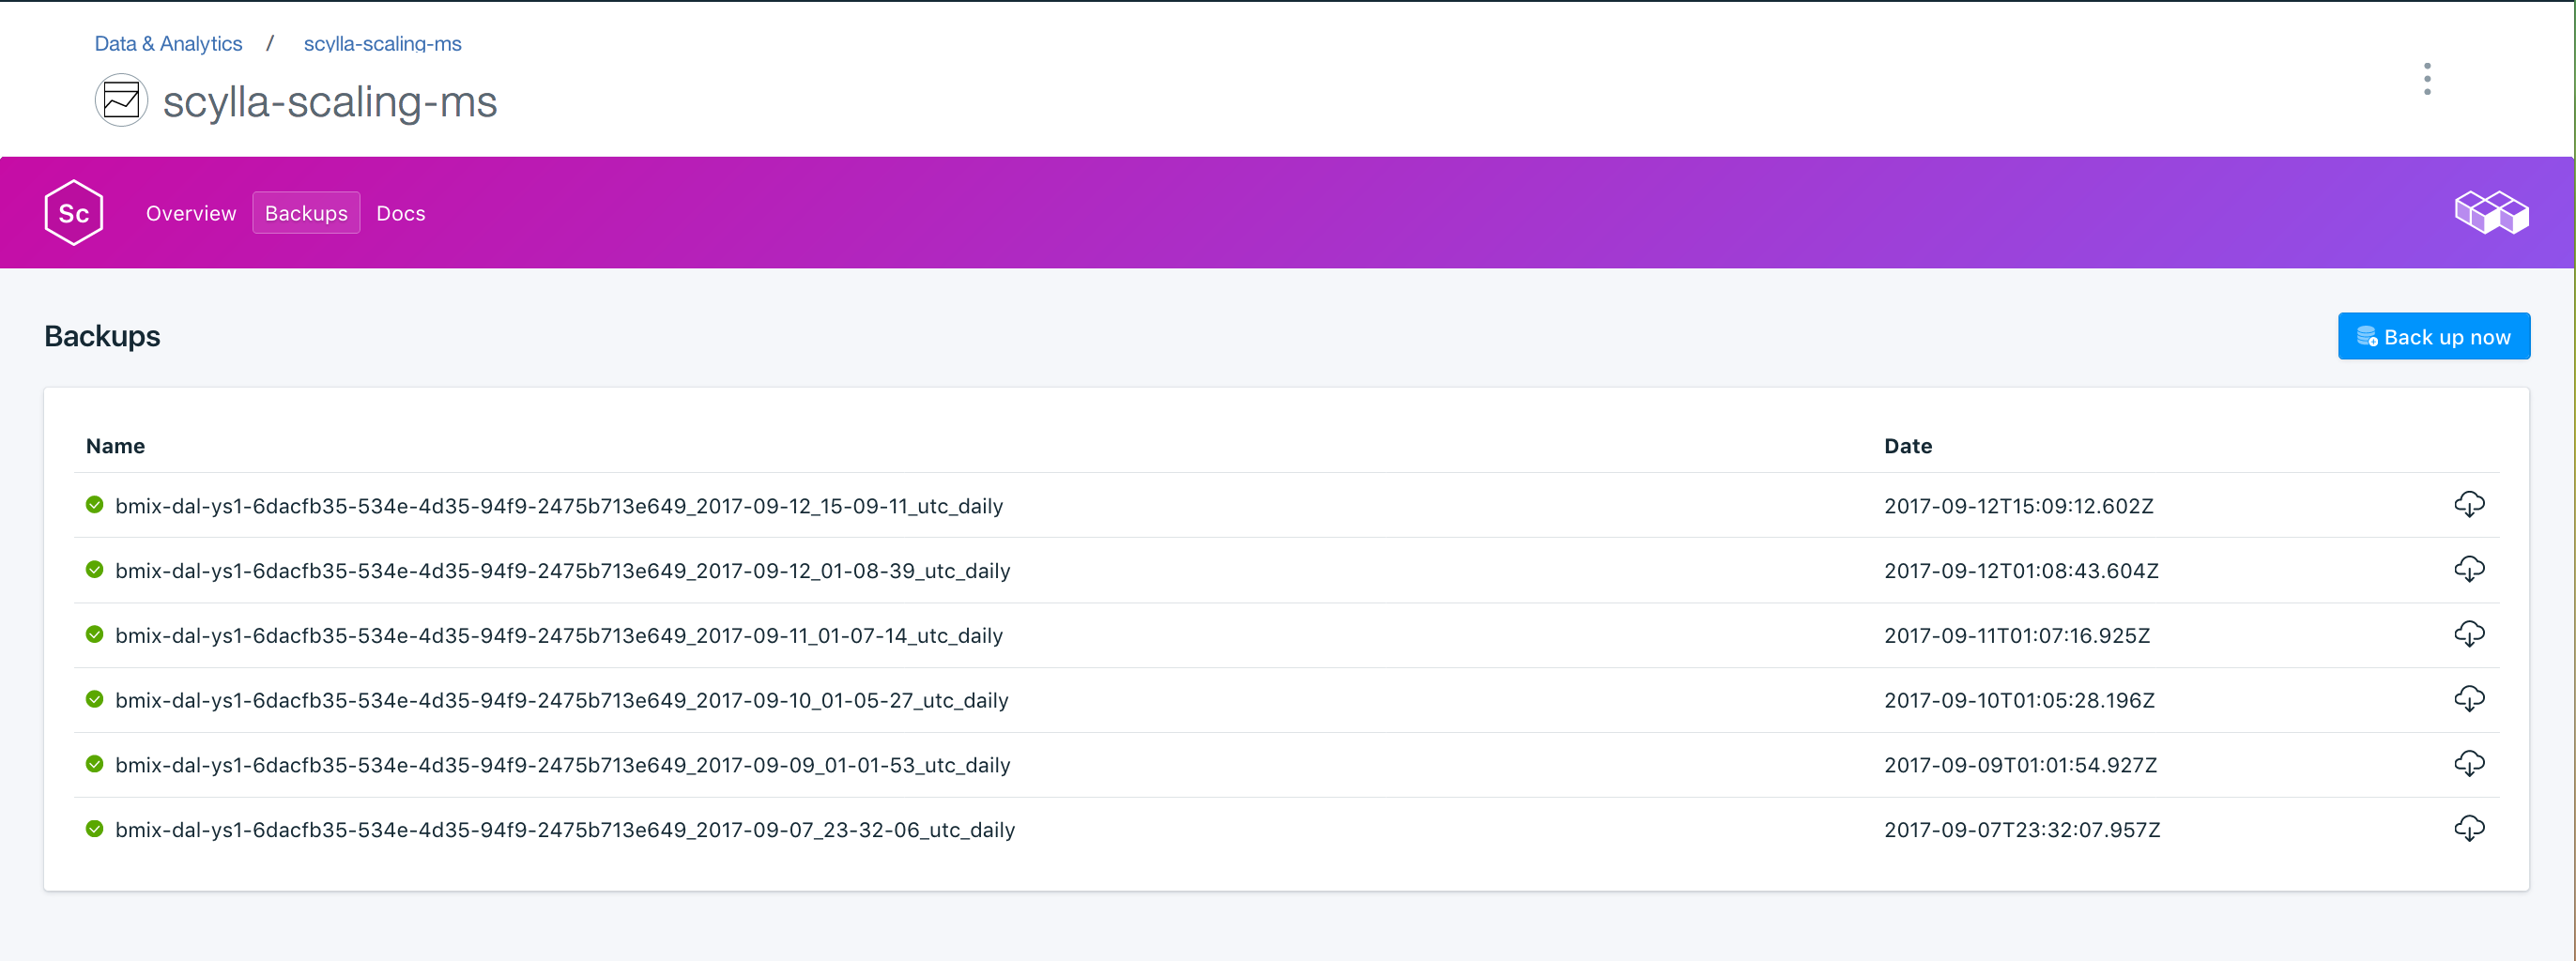 Data & Analytics / scylla-scaling-ms
scylla-scaling-ms
Sc Overview Backups Docs
Backups
Back up now
Name Date
bmix-dal-ys1-6dacfb35-534e-4d35-94f9-2475b713e649_2017-09-12_15-09-11_utc_daily 2017-09-12T15:09:12.602Z
bmix-dal-ys1-6dacfb35-534e-4d35-94f9-2475b713e649_2017-09-12_01-08-39_utc_daily 2017-09-12T01:08:43.604Z
bmix-dal-ys1-6dacfb35-534e-4d35-94f9-2475b713e649_2017-09-11_01-07-14_utc_daily 2017-09-11T01:07:16.925Z
bmix-dal-ys1-6dacfb35-534e-4d35-94f9-2475b713e649_2017-09-10_01-05-27_utc_daily 2017-09-10T01:05:28.196Z
bmix-dal-ys1-6dacfb35-534e-4d35-94f9-2475b713e649_2017-09-09_01-01-53_utc_daily 2017-09-09T01:01:54.927Z
bmix-dal-ys1-6dacfb35-534e-4d35-94f9-2475b713e649_2017-09-07_23-32-06_utc_daily 2017-09-07T23:32:07.957Z